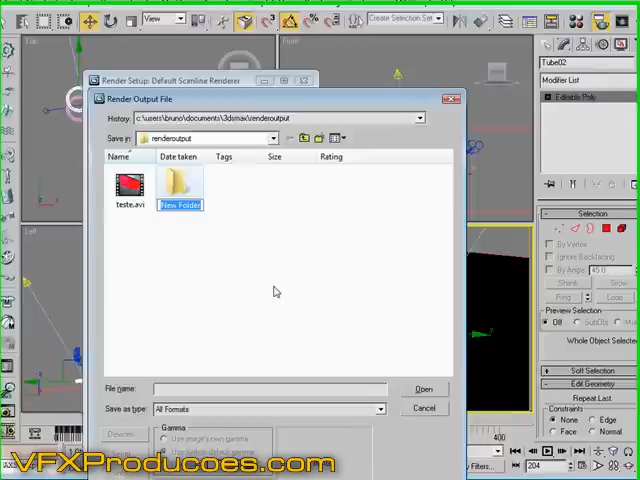 View
Create Selection Set
Top
Front
Tube02
Modifier List
Editable Poly
Render Setup: Default Scanline Renderer
Render Output File
History: c:\users\bruno\documents\3dsmax\renderoutput
Save in: renderoutput
Name Date taken Tags Size Rating
teste.avi
New Folder
Left
Selection
By Vertex
Ignore Backfacing
By Angle: 45.0
Shrink Grow
Ring Loop
Preview Selection
Off SubObj
Whole Object Selected
Soft Selection
Edit Geometry
Repeat Last
Constraints
None Edge
Face Normal
File name: Open
Save as type: All Formats Cancel
Devices...
Gamma
Use image's own gamma
400
204
Filters...
VFXProducoes.com